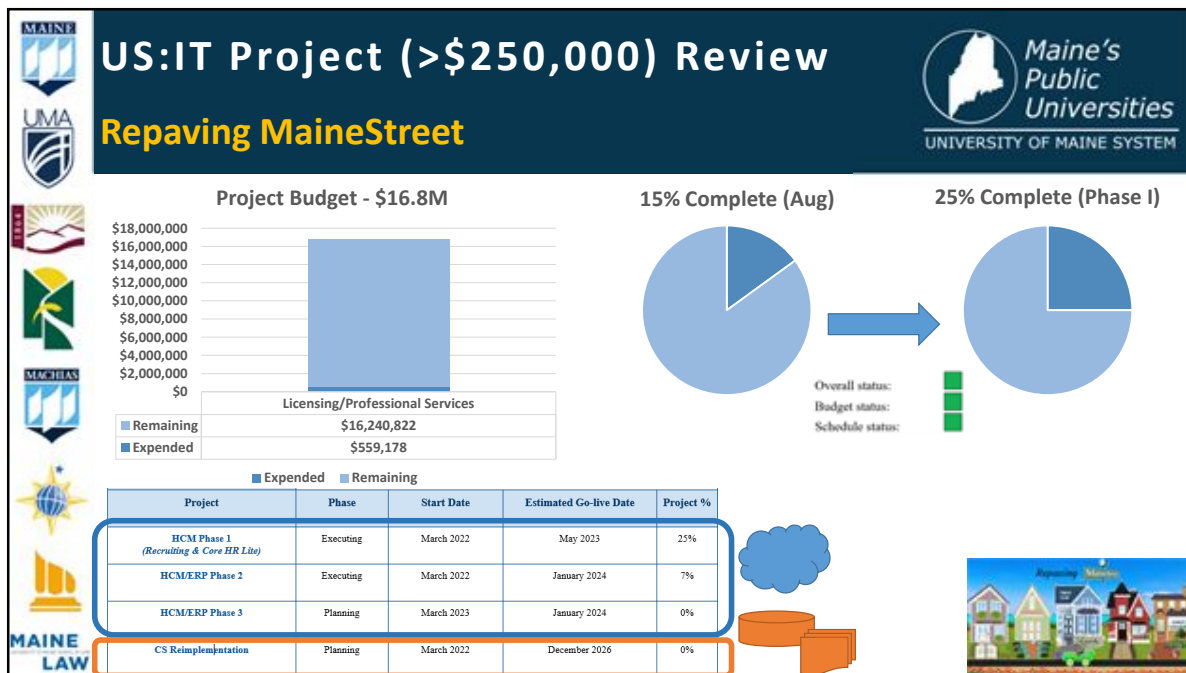 MAINE
UMA
1864
MACHIAS
MAINE
LAW
US:IT Project (>$250,000) Review
Repaving MaineStreet
Maine's
Public
Universities
UNIVERSITY OF MAINE SYSTEM
Project Budget - $16.8M
$18,000,000
$16,000,000
$14,000,000
$12,000,000
$10,000,000
$8,000,000
$6,000,000
$4,000,000
$2,000,000
$0
Licensing/Professional Services
Remaining $16,240,822
Expended $559,178
Expended Remaining
15% Complete (Aug)
25% Complete (Phase I)
Overall status:
Budget status:
Schedule status:
Project Phase Start Date Estimated Go-live Date Project %
HCM Phase 1 Executing March 2022 May 2023 25%
(Recruiting & Core HR Lite)
HCM/ERP Phase 2 Executing March 2022 January 2024 7%
HCM/ERP Phase 3 Planning March 2023 January 2024 0%
CS Reimplementation Planning March 2022 December 2026 0%
Repaving